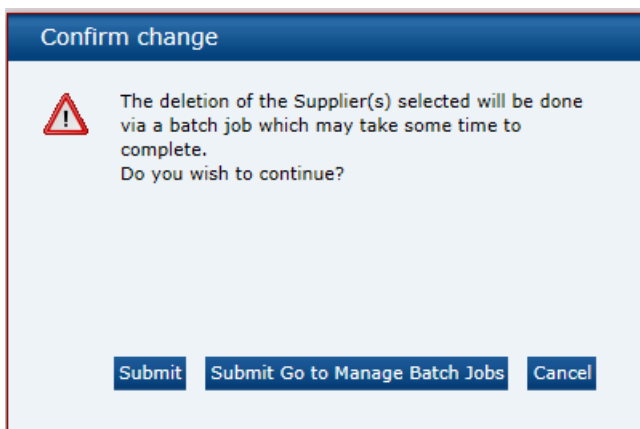 Confirm change
The deletion of the Supplier(s) selected will be done
via a batch job which may take some time to
complete.
Do you wish to continue?
Submit Submit Go to Manage Batch Jobs Cancel